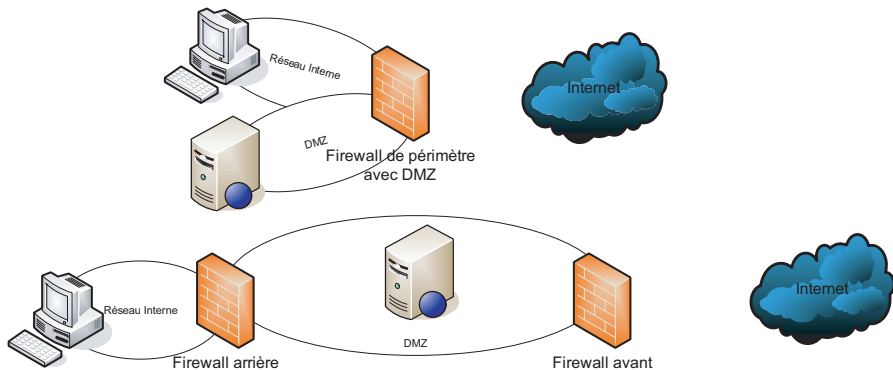 Réseau Interne
Internet
DMZ
Firewall de périmètre
avec DMZ
Internet
Réseau Interne
DMZ
Firewall arrière
Firewall avant